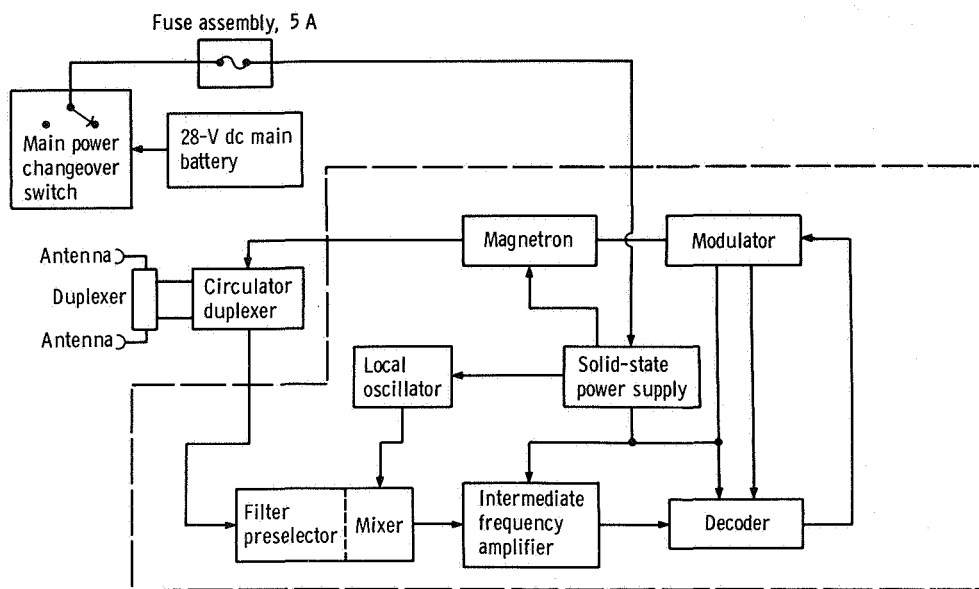 Fuse assembly, 5 A
Main power
changeover
switch
28-V dc main
battery
Magnetron
Modulator
Antenna
Duplexer
Antenna
Circulator
duplexer
Local
oscillator
Solid-state
power supply
Filter
preselector
Mixer
Intermediate
frequency
amplifier
Decoder